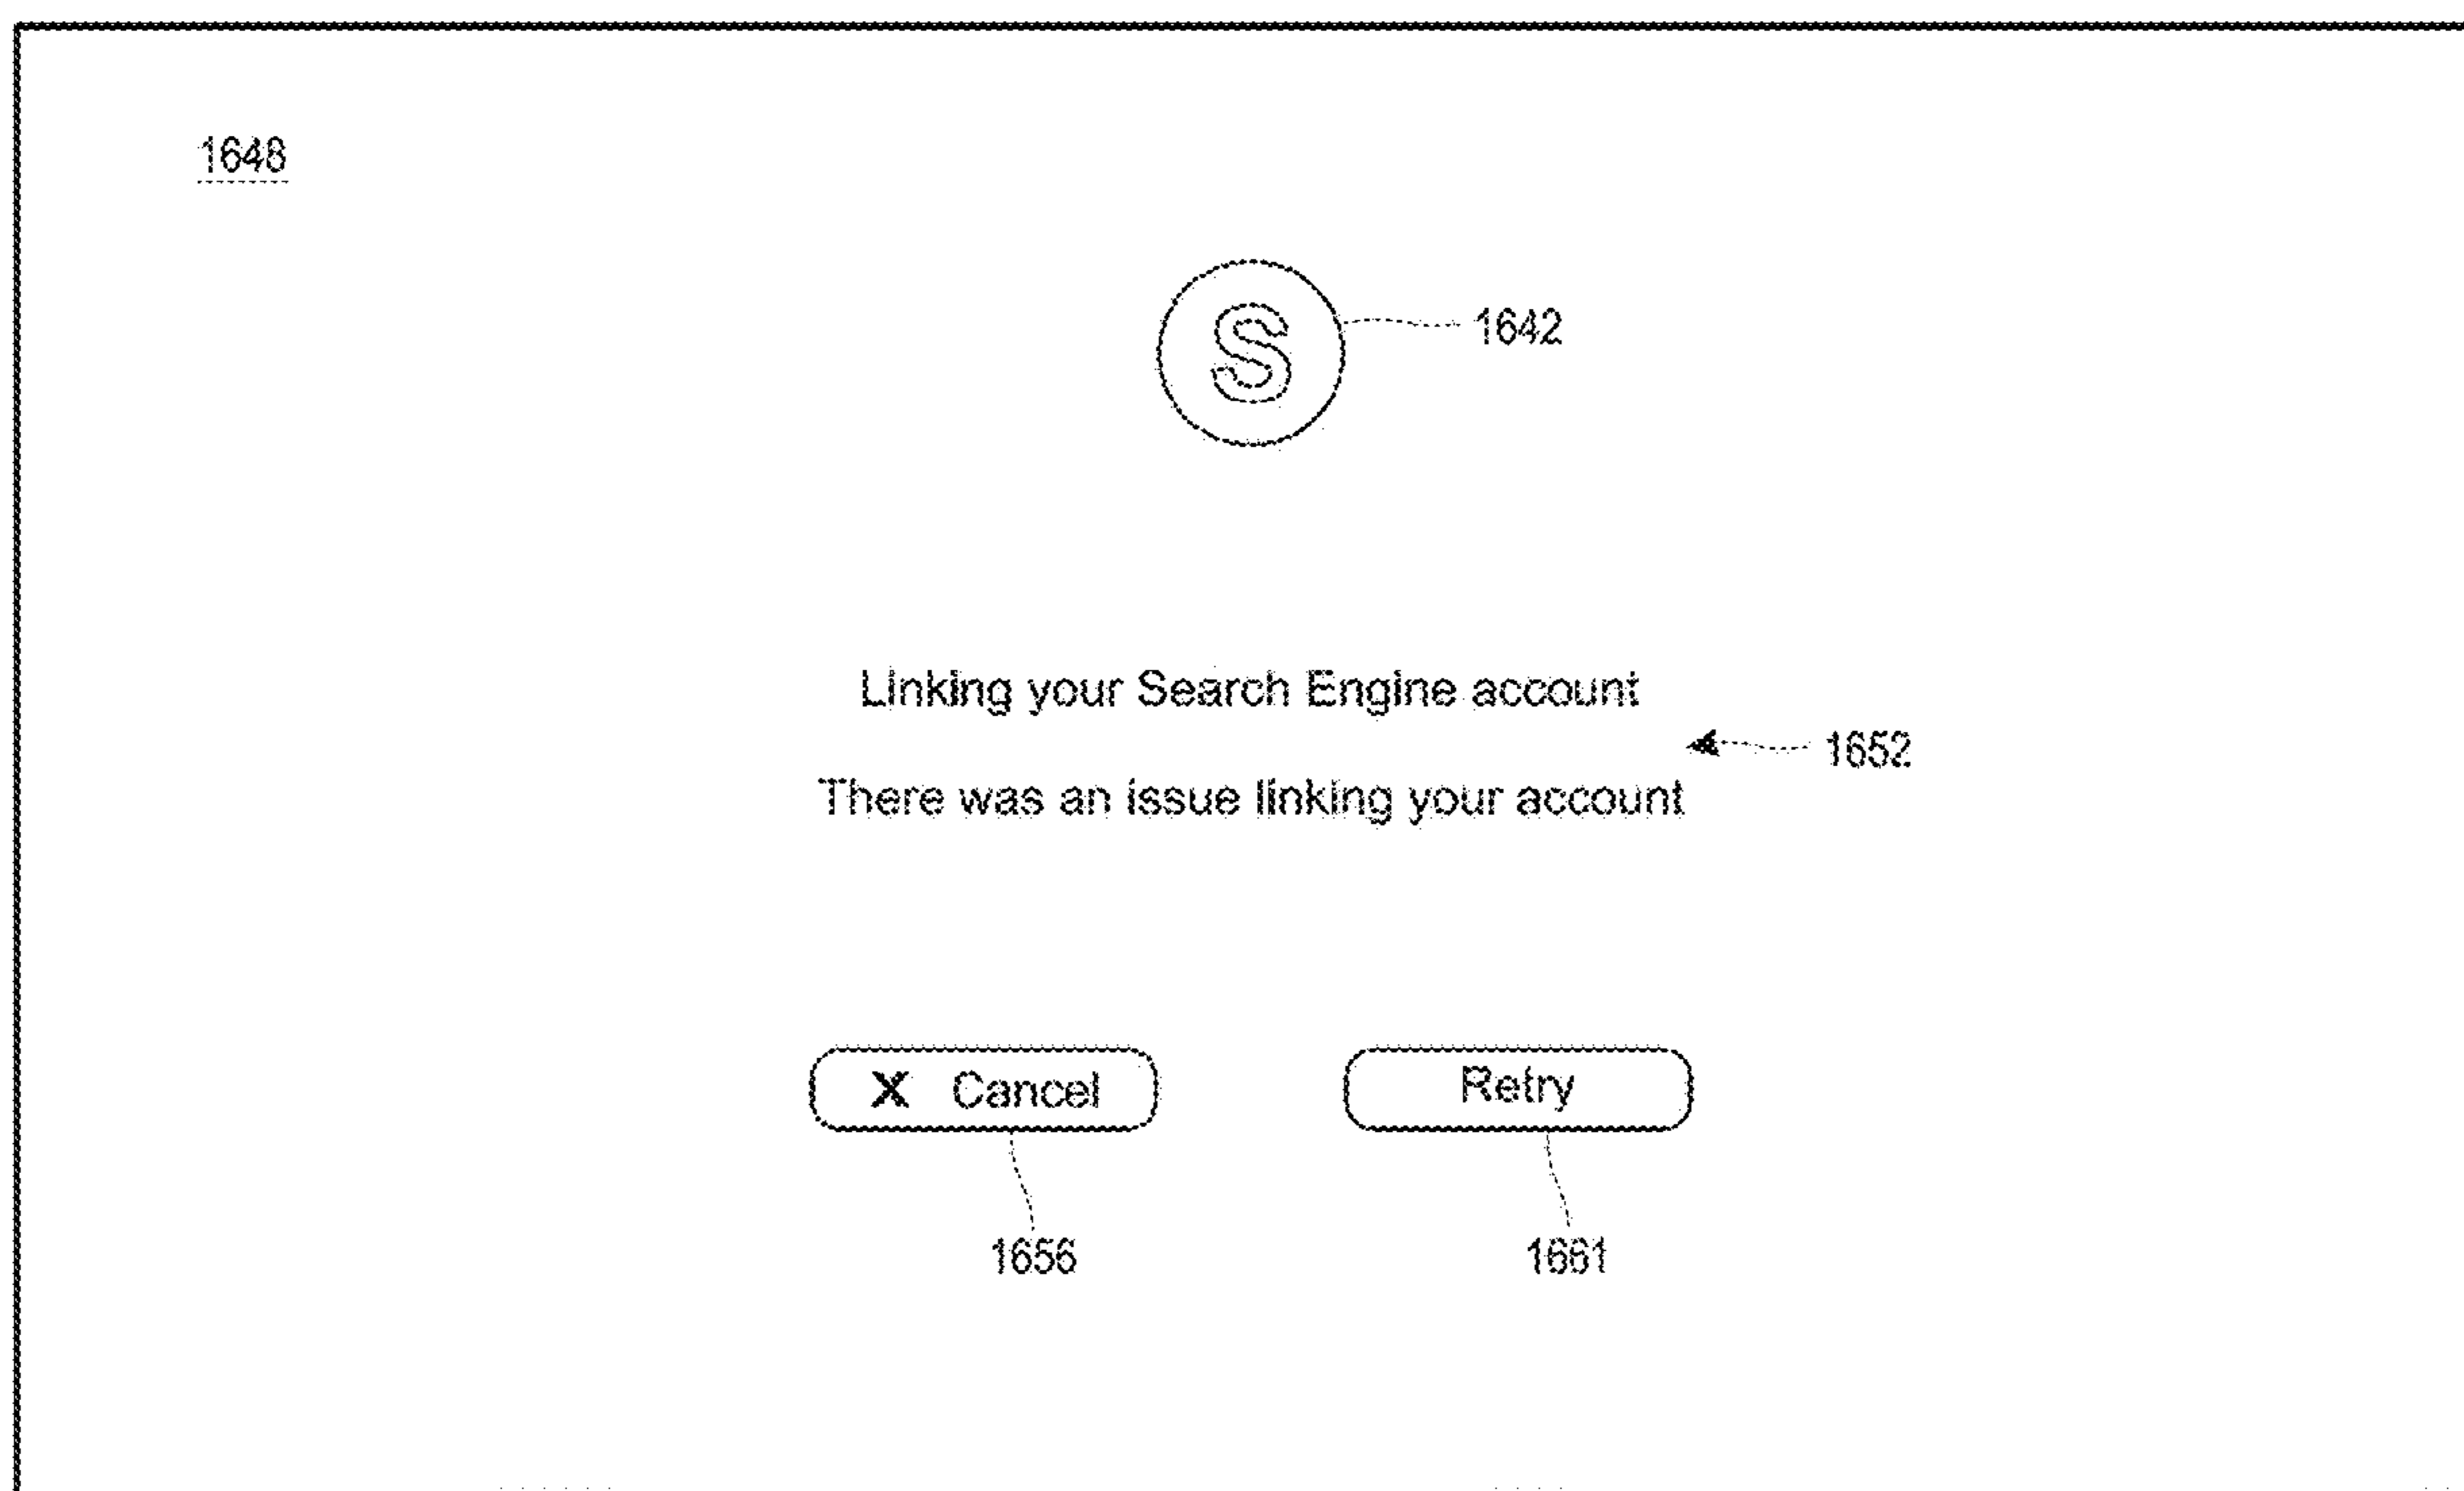 1648
S
1642
Linking your Search Engine account
1652
There was an issue linking your account
X Cancel
Retry
1656
1661